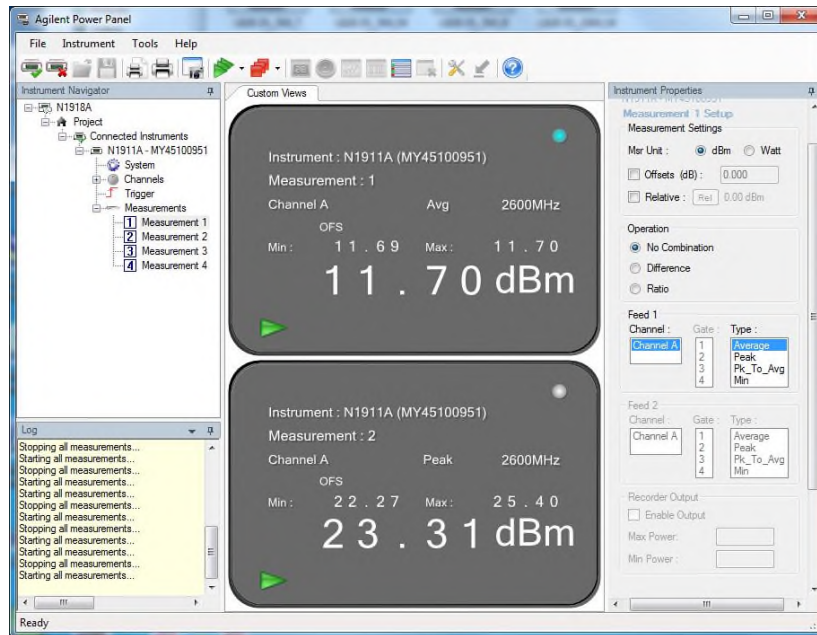 Agilent Power Panel
File Instrument Tools Help
Instrument Navigator
N1918A
Project
Connected Instruments
N1911A - MY45100951
System
Channels
Trigger
Measurements
1 Measurement 1
2 Measurement 2
3 Measurement 3
4 Measurement 4
Log
Stopping all measurements...
Starting all measurements...
Stopping all measurements...
Starting all measurements...
Starting all measurements...
Stopping all measurements...
Starting all measurements...
Stopping all measurements...
Starting all measurements...
Starting all measurements...
Stopping all measurements...
Starting all measurements...
Custom Views
Instrument : N1911A (MY45100951)
Measurement : 1
Channel A Avg 2600MHz
OFS
Min : 11.69 Max : 11.70
11.70 dBm
Instrument : N1911A (MY45100951)
Measurement : 2
Channel A Peak 2600MHz
OFS
Min : 22.27 Max : 25.40
23.31 dBm
Instrument Properties
Measurement 1 Setup
Measurement Settings
Msr Unit : dBm Watt
Offsets (dB) : 0.000
Relative : Rel 0.00 dBm
Operation
No Combination
Difference
Ratio
Feed 1
Channel : Gate : Type :
Channel A 1 Average
2 Peak
3 Pk_To_Avg
4 Min
Feed 2
Channel : Gate : Type :
Channel A 1 Average
2 Peak
3 Pk_To_Avg
4 Min
Recorder Output
Enable Output
Max Power:
Min Power :
Ready